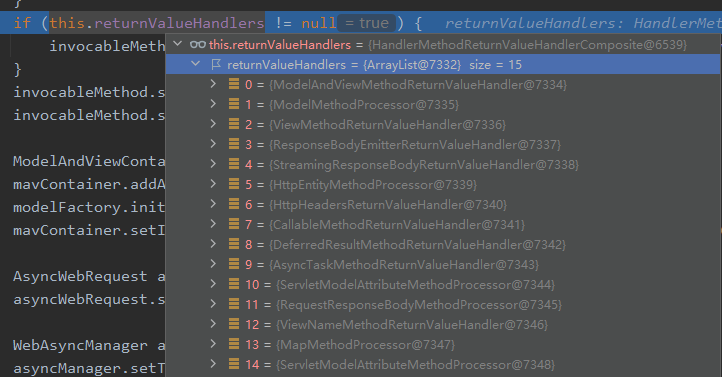 }
if (this.returnValueHandlers != null = true ) { returnValueHandlers: HandlerMet
invocableMeth
this.returnValueHandlers = {HandlerMethodReturnValueHandlerComposite@6539}
}
returnValueHandlers = {ArrayList@7332} size = 15
0 = {ModelAndViewMethodReturnValueHandler@7334}
invocableMethod.s
1 = {ModelMethodProcessor@7335}
invocableMethod.s
2 = {ViewMethodReturnValueHandler@7336}
3 = {ResponseBodyEmitterReturnValueHandler@7337}
ModelAndViewConta
4 = {StreamingResponseBodyReturnValueHandler@7338}
mavContainer.addA
5 = {HttpEntityMethodProcessor@7339}
modelFactory.init
6 = {HttpHeadersReturnValueHandler@7340}
mavContainer.setI
7 = {CallableMethodReturnValueHandler@7341}
8 = {DeferredResultMethodReturnValueHandler@7342}
9 = {AsyncTaskMethodReturnValueHandler@7343}
AsyncWebRequest a
10 = {ServletModelAttributeMethodProcessor@7344}
asyncWebRequest.s
11 = {RequestResponseBodyMethodProcessor@7345}
12 = {ViewNameMethodReturnValueHandler@7346}
WebAsyncManager a
13 = {MapMethodProcessor@7347}
asyncManager.setT
14 = {ServletModelAttributeMethodProcessor@7348}